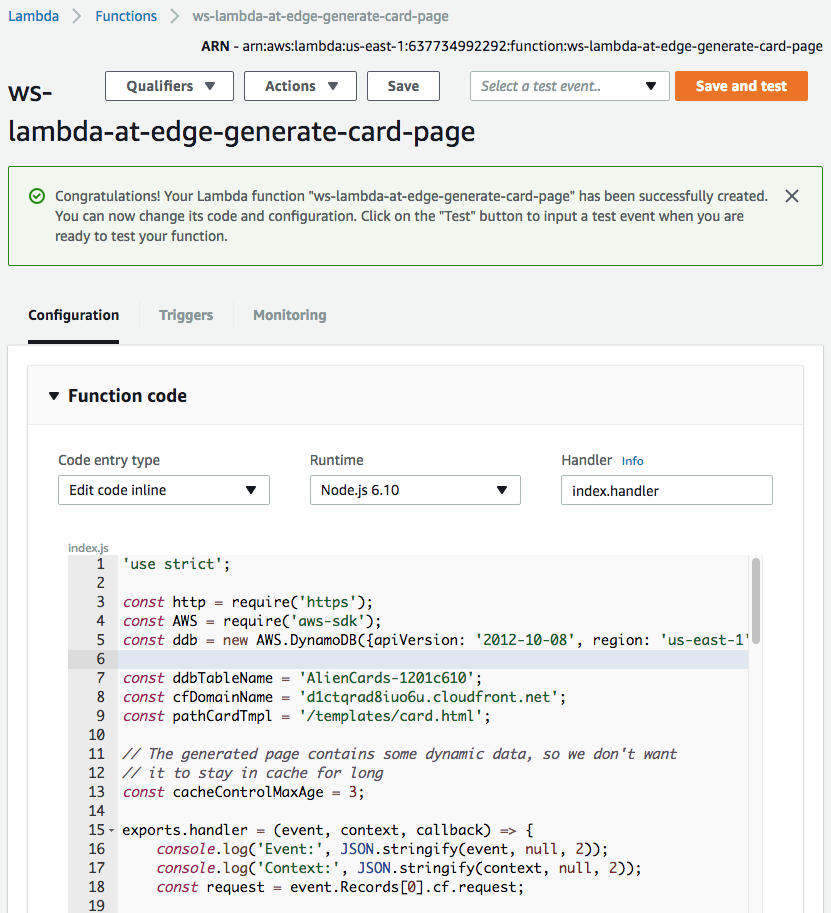 Lambda > Functions > ws-lambda-at-edge-generate-card-page
ARN - arn:aws:lambda:us-east-1:637734992292:function:ws-lambda-at-edge-generate-card-page
ws-
lambda-at-edge-generate-card-page
Qualifiers Actions Save Select a test event.. Save and test
Congratulations! Your Lambda function "ws-lambda-at-edge-generate-card-page" has been successfully created.
You can now change its code and configuration. Click on the "Test" button to input a test event when you are
ready to test your function.
Configuration Triggers Monitoring
Function code
Code entry type Runtime Handler Info
Edit code inline Node.js 6.10 index.handler
index.js
1 'use strict';
2
3 const http = require('https');
4 const AWS = require('aws-sdk');
5 const ddb = new AWS.DynamoDB({apiVersion: '2012-10-08', region: 'us-east-1'
6
7 const ddbTableName = 'AlienCards-1201c610';
8 const cfDomainName = 'd1ctqrad8iuo6u.cloudfront.net';
9 const pathCardTmpl = '/templates/card.html';
10
11 // The generated page contains some dynamic data, so we don't want
12 // it to stay in cache for long
13 const cacheControlMaxAge = 3;
14
15 exports.handler = (event, context, callback) => {
16 console.log('Event:', JSON.stringify(event, null, 2));
17 console.log('Context:', JSON.stringify(context, null, 2));
18 const request = event.Records[0].cf.request;
19